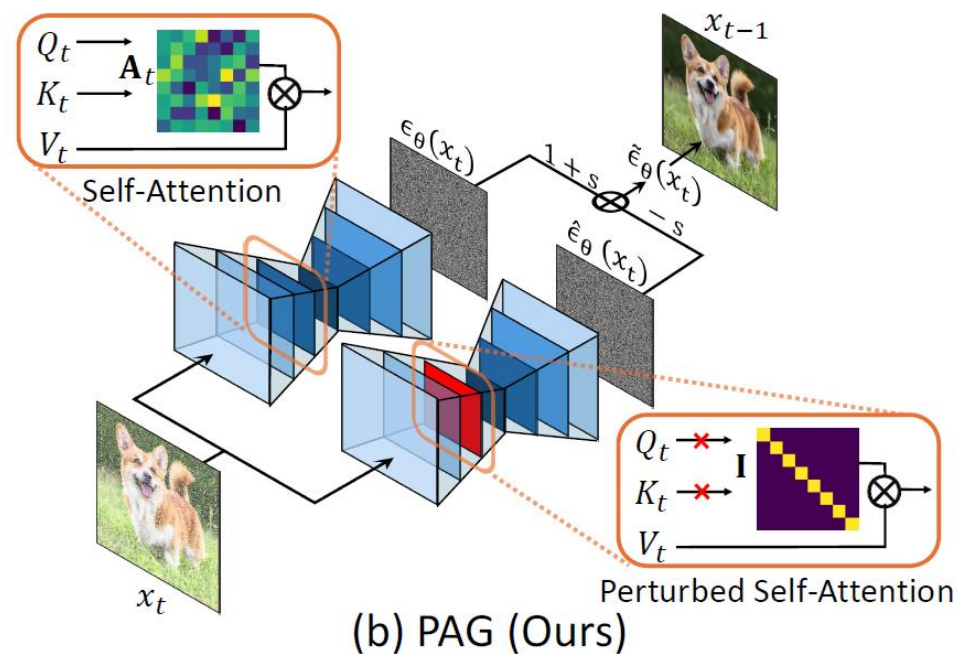 Q_t
A_t
K_t
V_t
Self-Attention
ϵ_θ(x_t)
1 + s
ϵ̃_θ(x_t)
− s
x_{t−1}
ϵ̂_θ(x_t)
x_t
Q_t
I
K_t
V_t
Perturbed Self-Attention
(b) PAG (Ours)